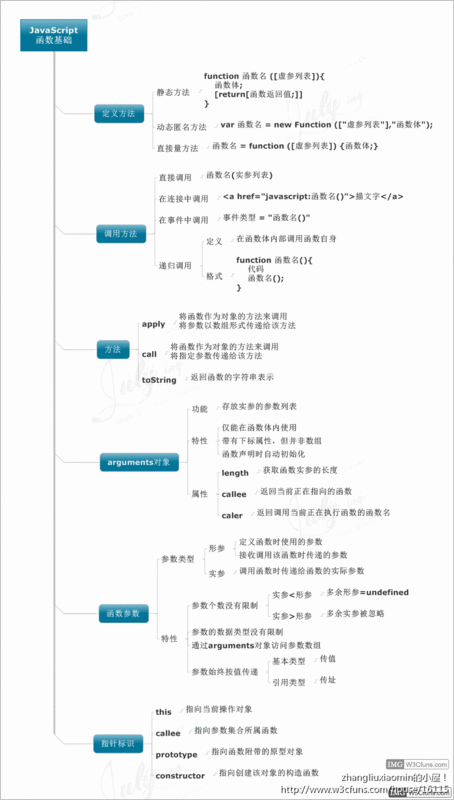 JavaScript
函数基础
定义方法
静态方法
function 函数名 ([虚参列表]){
函数体;
[return[函数返回值;]]
}
动态匿名方法
var 函数名 = new Function (["虚参列表"],"函数体");
直接量方法
函数名 = function ([虚参列表]) {函数体;}
调用方法
直接调用
函数名(实参列表)
在连接中调用
<a href="javascript:函数名()">描文字</a>
在事件中调用
事件类型 = "函数名()"
递归调用
定义
在函数体内部调用函数自身
格式
function 函数名(){
代码
函数名();
}
方法
apply
将函数作为对象的方法来调用
将参数以数组形式传递给该方法
call
将函数作为对象的方法来调用
将指定参数传递给该方法
toString
返回函数的字符串表示
arguments对象
功能
存放实参的参数列表
特性
仅能在函数体内使用
带有下标属性，但并非数组
函数声明时自动初始化
属性
length
获取函数实参的长度
callee
返回当前正在指向的函数
caler
返回调用当前正在执行函数的函数名
函数参数
参数类型
形参
定义函数时使用的参数
接收调用该函数时传递的参数
实参
调用函数时传递给函数的实际参数
特性
参数个数没有限制
实参<形参
多余形参=undefined
实参>形参
多余实参被忽略
参数的数据类型没有限制
通过arguments对象访问参数数组
参数始终按值传递
基本类型
传值
引用类型
传址
指针标识
this
指向当前操作对象
callee
指向参数集合所属函数
prototype
指向函数附带的原型对象
constructor
指向创建该对象的构造函数
IMG W3Cfuns.com
zhangliuxiaomin的小屋！
http://www.w3cfuns.com/house/16115